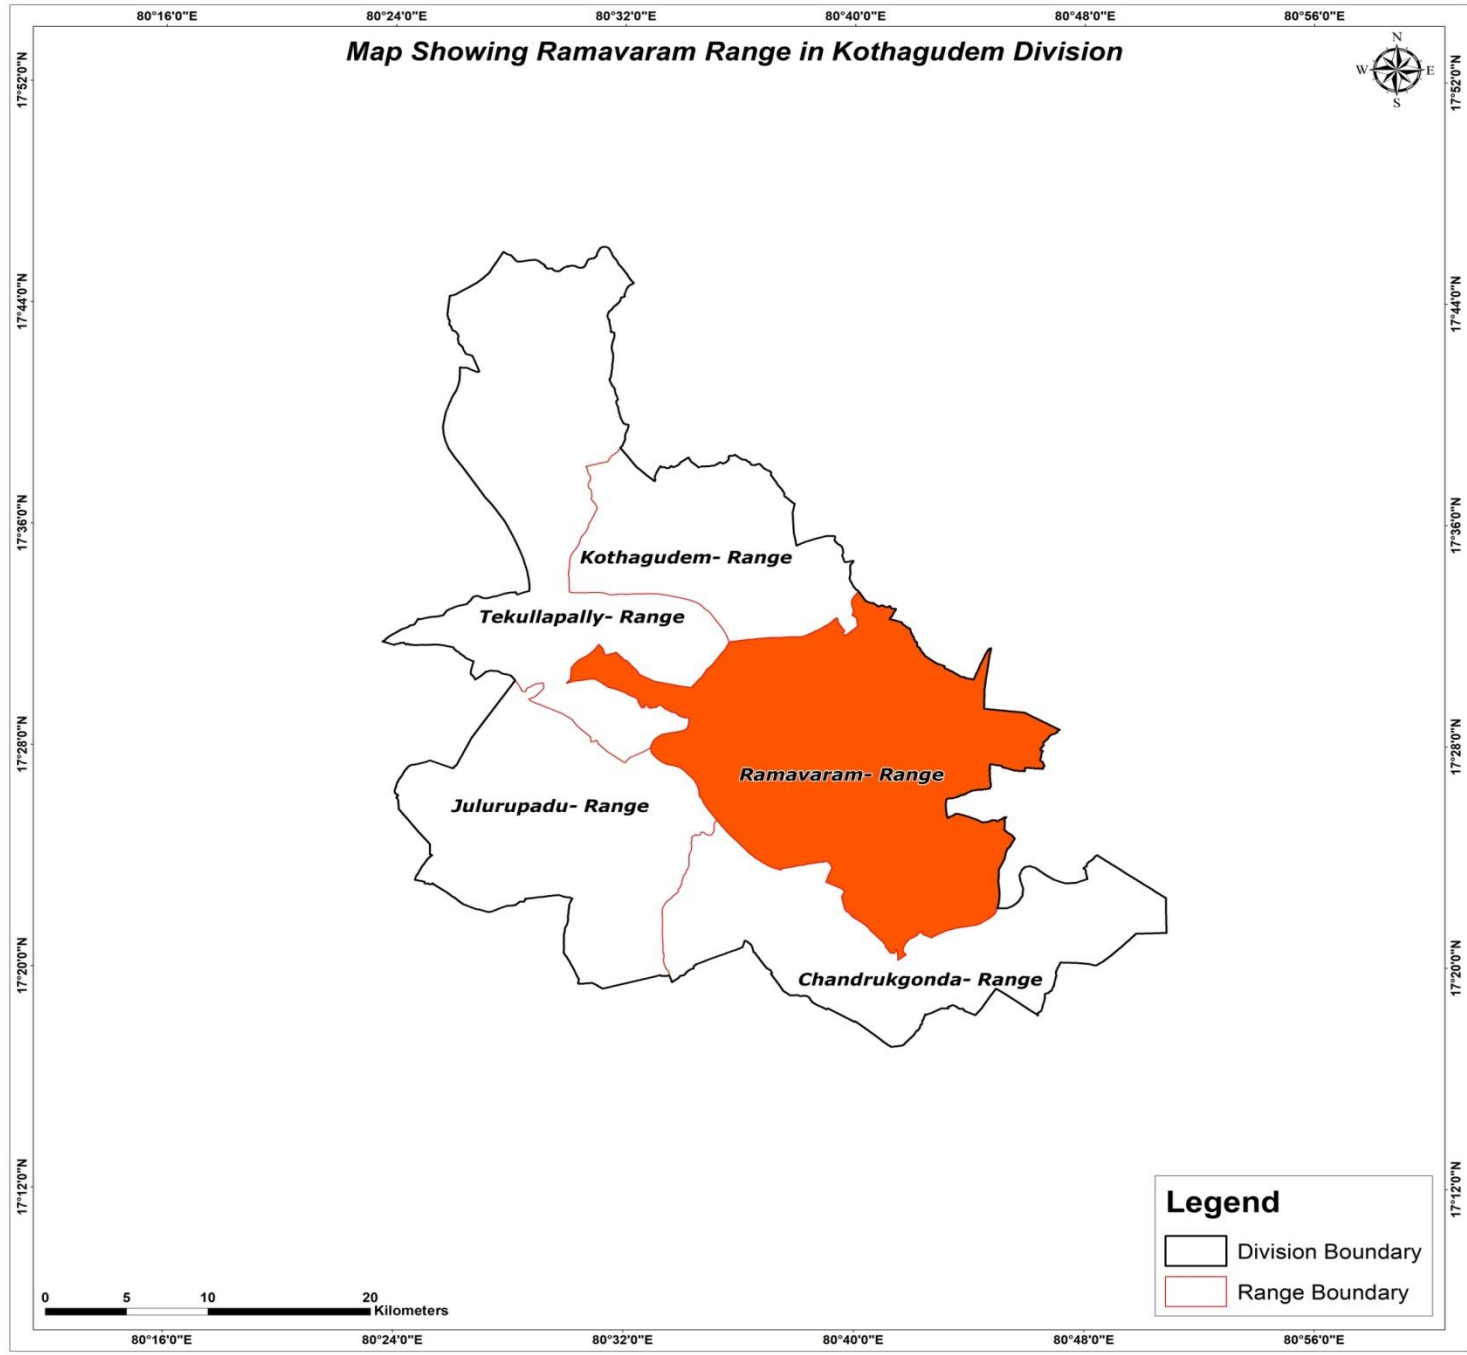 80°16'0"E 80°24'0"E 80°32'0"E 80°40'0"E 80°48'0"E 80°56'0"E
Map Showing Ramavaram Range in Kothagudem Division
N
W E
S
17°52'0"N 17°52'0"N
17°44'0"N 17°44'0"N
17°36'0"N 17°36'0"N
Kothagudem- Range
Tekullapally- Range
17°28'0"N 17°28'0"N
Ramavaram- Range
Julurupadu- Range
17°20'0"N 17°20'0"N
Chandrukgonda- Range
17°12'0"N 17°12'0"N
Legend
Division Boundary
Range Boundary
0 5 10 20
Kilometers
80°16'0"E 80°24'0"E 80°32'0"E 80°40'0"E 80°48'0"E 80°56'0"E